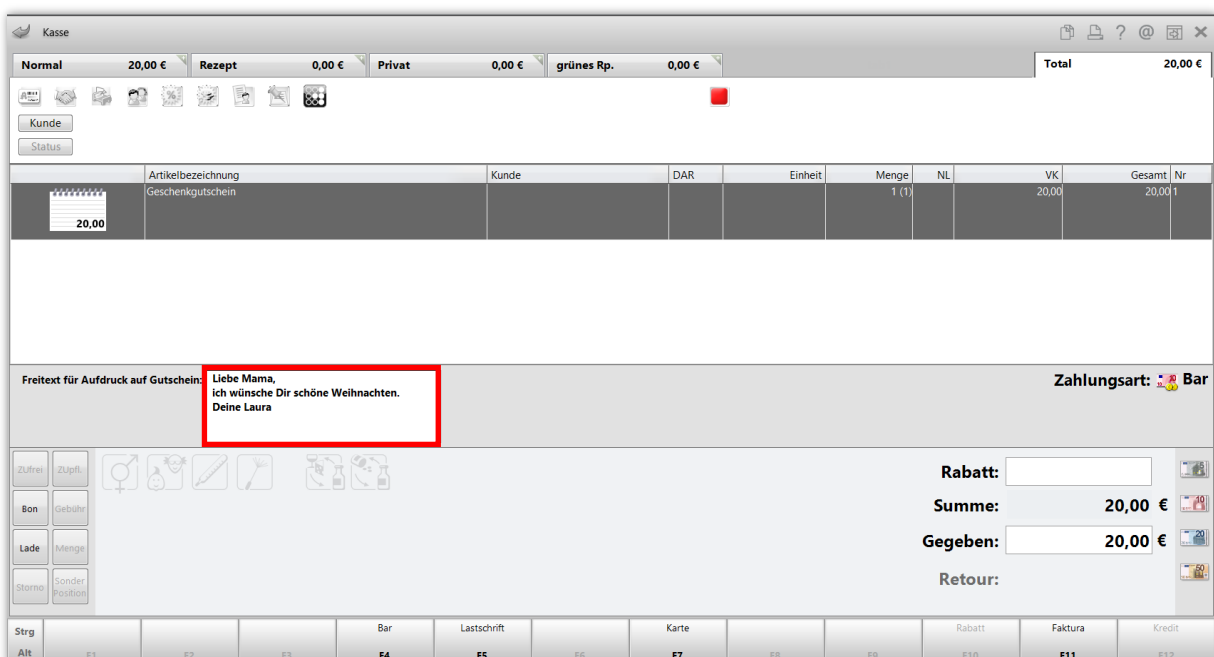 Kasse
Normal 20,00 € Rezept 0,00 € Privat 0,00 € grünes Rp. 0,00 € Total 20,00 €
Kunde
Status
Artikelbezeichnung Kunde DAR Einheit Menge NL VK Gesamt Nr
Geschenkgutschein 1 (1) 20,00 20,00 1
20,00
Freitext für Aufdruck auf Gutschein: Liebe Mama,
ich wünsche Dir schöne Weihnachten.
Deine Laura
Zahlungsart: Bar
ZUfrei ZUpfl.
Rabatt:
Bon Gebühr
Summe: 20,00 €
Lade Menge
Gegeben: 20,00 €
Storno Sonder Position
Retour:
Strg Bar Lastschrift Karte Rabatt Faktura Kredit
Alt F1 F2 F3 F4 F5 F6 F7 F8 F9 F10 F11 F12